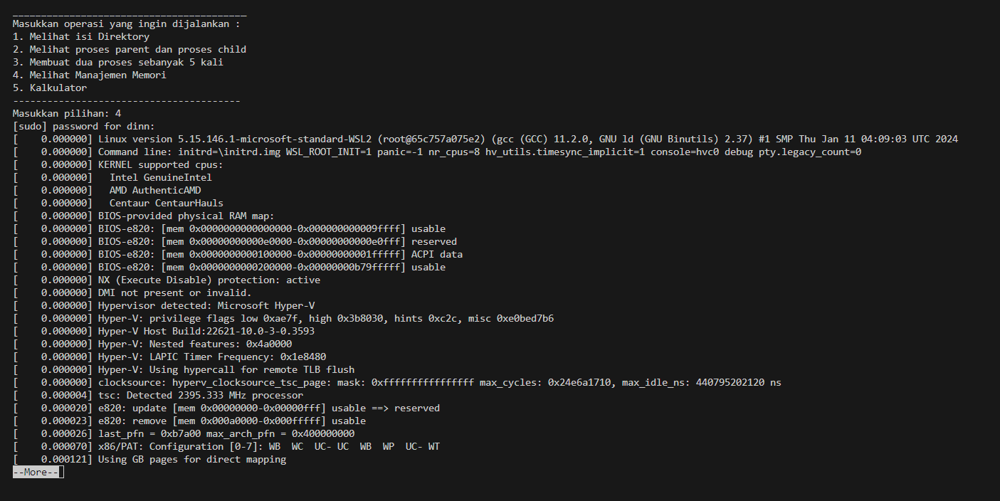 _________________________________________
Masukkan operasi yang ingin dijalankan :
1. Melihat isi Direktory
2. Melihat proses parent dan proses child
3. Membuat dua proses sebanyak 5 kali
4. Melihat Manajemen Memori
5. Kalkulator
----------------------------------------
Masukkan pilihan: 4
[sudo] password for dinn:
[    0.000000] Linux version 5.15.146.1-microsoft-standard-WSL2 (root@65c757a075e2) (gcc (GCC) 11.2.0, GNU ld (GNU Binutils) 2.37) #1 SMP Thu Jan 11 04:09:03 UTC 2024
[    0.000000] Command line: initrd=\initrd.img WSL_ROOT_INIT=1 panic=-1 nr_cpus=8 hv_utils.timesync_implicit=1 console=hvc0 debug pty.legacy_count=0
[    0.000000] KERNEL supported cpus:
[    0.000000]   Intel GenuineIntel
[    0.000000]   AMD AuthenticAMD
[    0.000000]   Centaur CentaurHauls
[    0.000000] BIOS-provided physical RAM map:
[    0.000000] BIOS-e820: [mem 0x0000000000000000-0x000000000009ffff] usable
[    0.000000] BIOS-e820: [mem 0x00000000000e0000-0x00000000000e0fff] reserved
[    0.000000] BIOS-e820: [mem 0x0000000000100000-0x00000000001fffff] ACPI data
[    0.000000] BIOS-e820: [mem 0x0000000000200000-0x00000000b79fffff] usable
[    0.000000] NX (Execute Disable) protection: active
[    0.000000] DMI not present or invalid.
[    0.000000] Hypervisor detected: Microsoft Hyper-V
[    0.000000] Hyper-V: privilege flags low 0xae7f, high 0x3b8030, hints 0xc2c, misc 0xe0bed7b6
[    0.000000] Hyper-V Host Build:22621-10.0-3-0.3593
[    0.000000] Hyper-V: Nested features: 0x4a0000
[    0.000000] Hyper-V: LAPIC Timer Frequency: 0x1e8480
[    0.000000] Hyper-V: Using hypercall for remote TLB flush
[    0.000000] clocksource: hyperv_clocksource_tsc_page: mask: 0xffffffffffffffff max_cycles: 0x24e6a1710, max_idle_ns: 440795202120 ns
[    0.000004] tsc: Detected 2395.333 MHz processor
[    0.000020] e820: update [mem 0x00000000-0x00000fff] usable ==> reserved
[    0.000023] e820: remove [mem 0x000a0000-0x000fffff] usable
[    0.000026] last_pfn = 0xb7a00 max_arch_pfn = 0x400000000
[    0.000070] x86/PAT: Configuration [0-7]: WB  WC  UC- UC  WB  WP  UC- WT
[    0.000121] Using GB pages for direct mapping
--More--